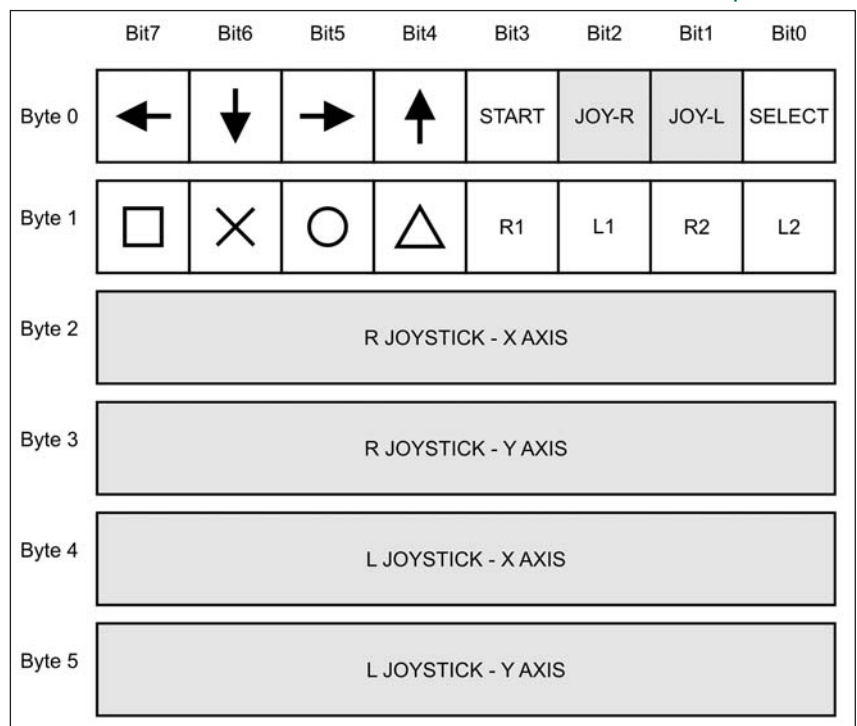 Bit7 Bit6 Bit5 Bit4 Bit3 Bit2 Bit1 Bit0
Byte 0 START JOY-R JOY-L SELECT
Byte 1 R1 L1 R2 L2
Byte 2 R JOYSTICK - X AXIS
Byte 3 R JOYSTICK - Y AXIS
Byte 4 L JOYSTICK - X AXIS
Byte 5 L JOYSTICK - Y AXIS